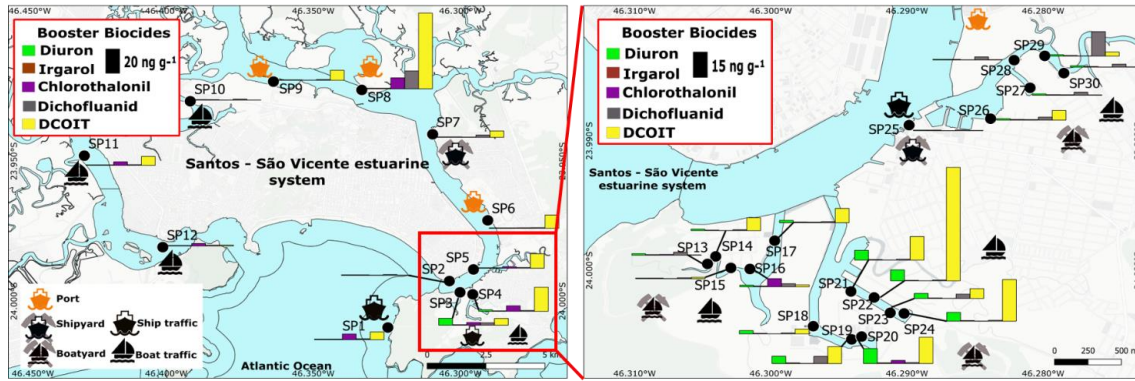 46.450°W
46.400°W
46.350°W
46.300°W
Booster Biocides
Diuron
Irgarol
Chlorothalonil
Dichofluanid
DCOIT
20 ng g-¹
SP10
SP9
SP8
SP11
SP7
23.950°S
23.950°S
Santos - São Vicente estuarine
system
SP12
SP6
SP5
SP2
SP3
SP4
SP1
24.000°S
24.000°S
Port
Shipyard
Ship traffic
Boatyard
Boat traffic
Atlantic Ocean
0
2.5
5 km
46.450°W
46.400°W
46.350°W
46.300°W
46.310°W
46.300°W
46.290°W
46.280°W
Booster Biocides
Diuron
Irgarol
Chlorothalonil
Dichofluanid
DCOIT
15 ng g-¹
SP29
SP28
SP27
SP30
SP26
SP25
23.990°S
23.990°S
Santos - São Vicente
estuarine system
SP13
SP14
SP17
SP15
SP16
24.000°S
24.000°S
SP21
SP22
SP18
SP19
SP20
SP23
SP24
0
250
500 m
46.310°W
46.300°W
46.290°W
46.280°W